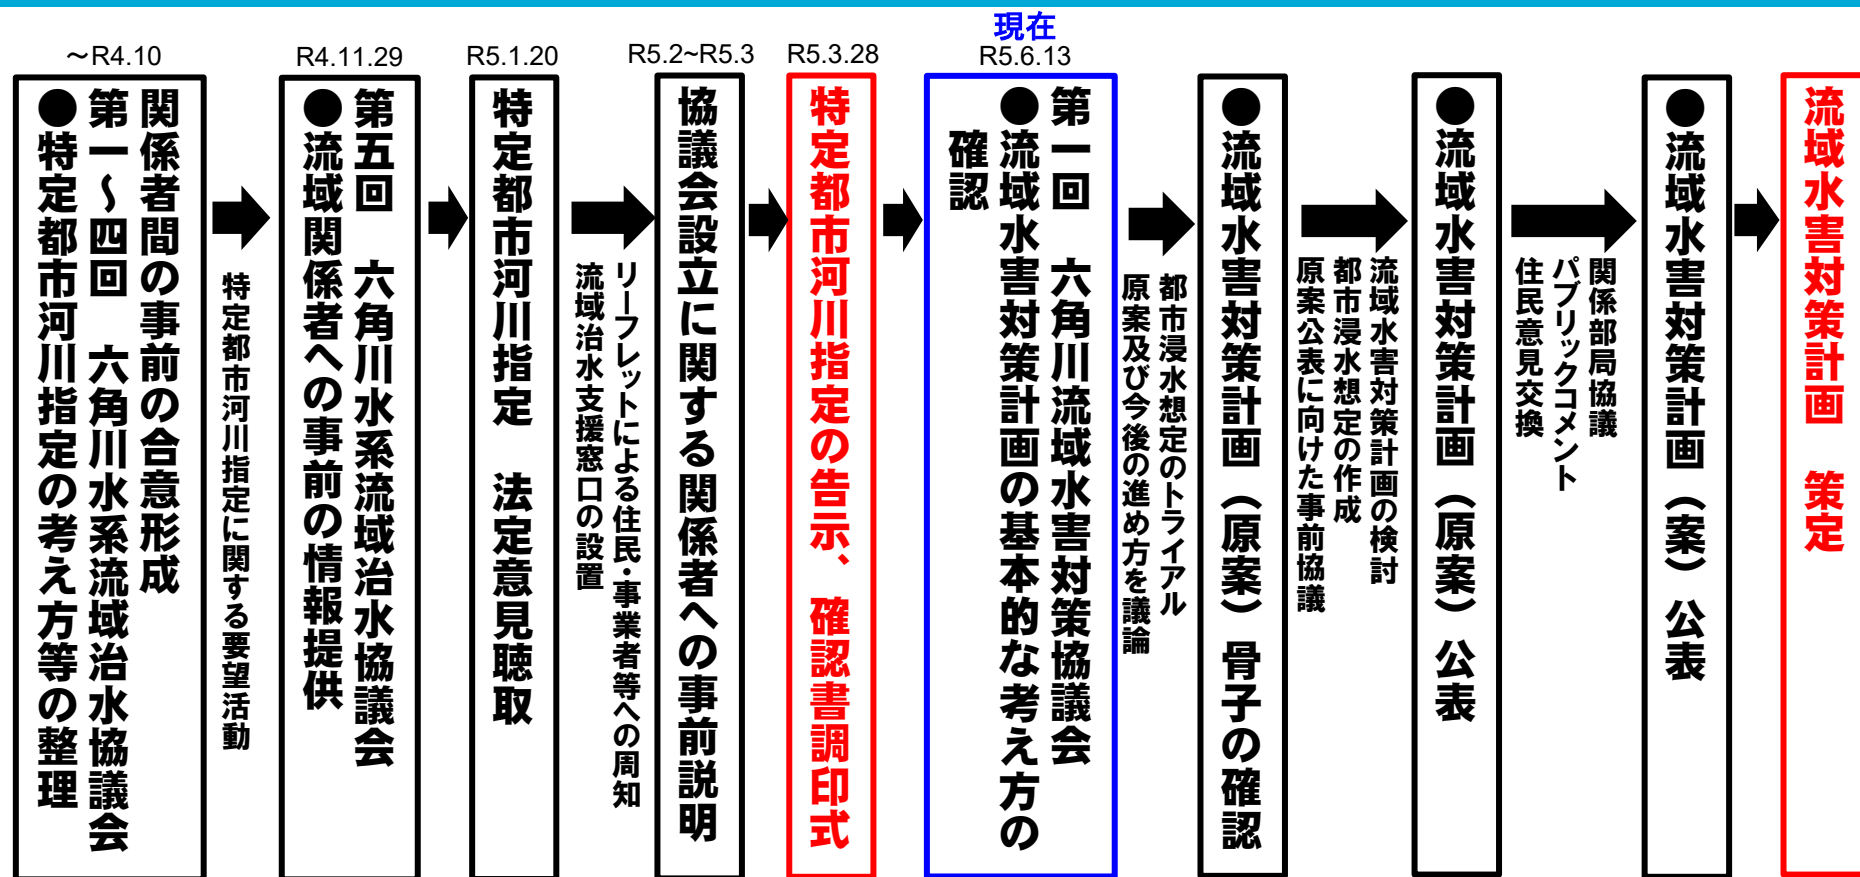 ～R4.10
関係者間の事前の合意形成
第一～四回　六角川水系流域治水協議会
●特定都市河川指定の考え方等の整理
特定都市河川指定に関する要望活動
R4.11.29
第五回　六角川水系流域治水協議会
●流域関係者への事前の情報提供
R5.1.20
特定都市河川指定　法定意見聴取
リーフレットによる住民・事業者等への周知
流域治水支援窓口の設置
R5.2~R5.3
協議会設立に関する関係者への事前説明
R5.3.28
特定都市河川指定の告示、確認書調印式
現在
R5.6.13
第一回　六角川流域水害対策協議会
●流域水害対策計画の基本的な考え方の
確認
都市浸水想定のトライアル
原案及び今後の進め方を議論
●流域水害対策計画（原案）骨子の確認
流域水害対策計画の検討
都市浸水想定の作成
原案公表に向けた事前協議
●流域水害対策計画（原案）公表
関係部局協議
パブリックコメント
住民意見交換
●流域水害対策計画（案）公表
流域水害対策計画　策定